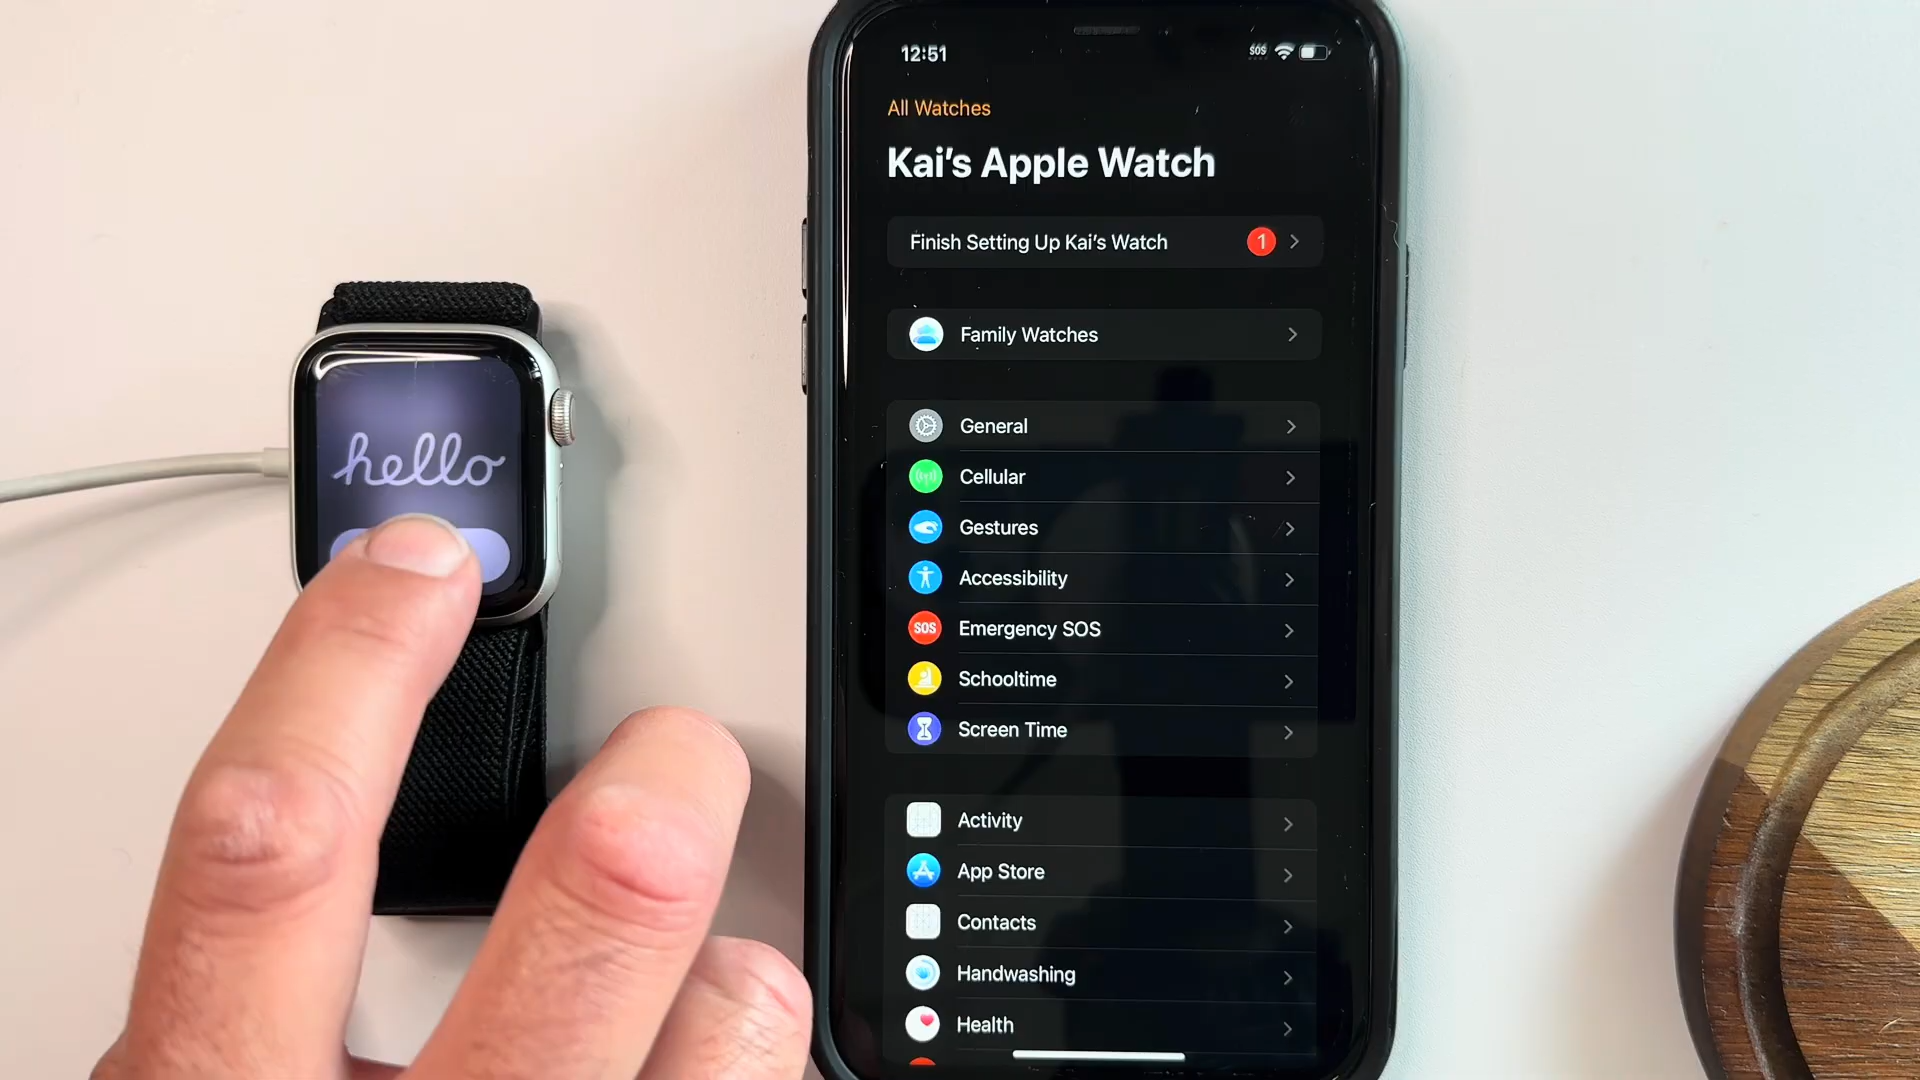 hello
12:51
SOS
All Watches
Kai's Apple Watch
Finish Setting Up Kai's Watch 1
Family Watches
General
Cellular
Gestures
Accessibility
SOS Emergency SOS
Schooltime
Screen Time
Activity
App Store
Contacts
Handwashing
Health